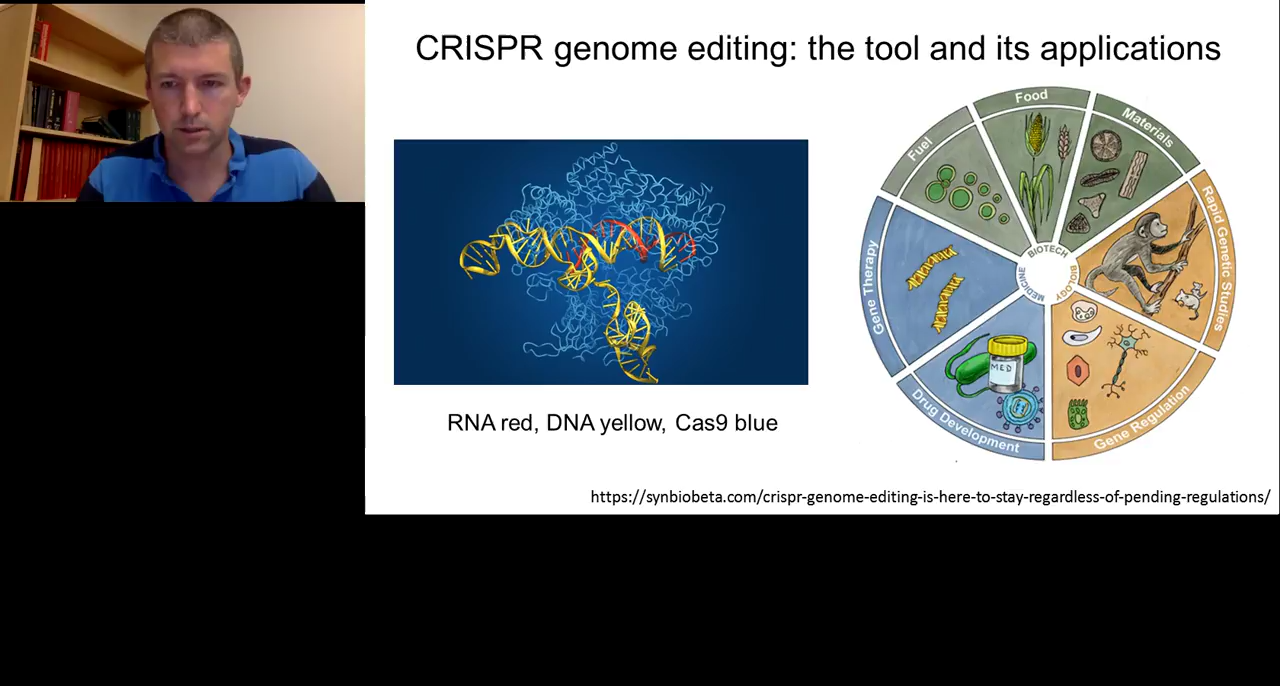 CRISPR genome editing: the tool and its applications
Food
Materials
Fuel
Rapid Genetic Studies
Gene Therapy
BIOTECH
MEDICINE
BIOLOGY
MED
Drug Development
Gene Regulation
RNA red, DNA yellow, Cas9 blue
https://synbiobeta.com/crispr-genome-editing-is-here-to-stay-regardless-of-pending-regulations/